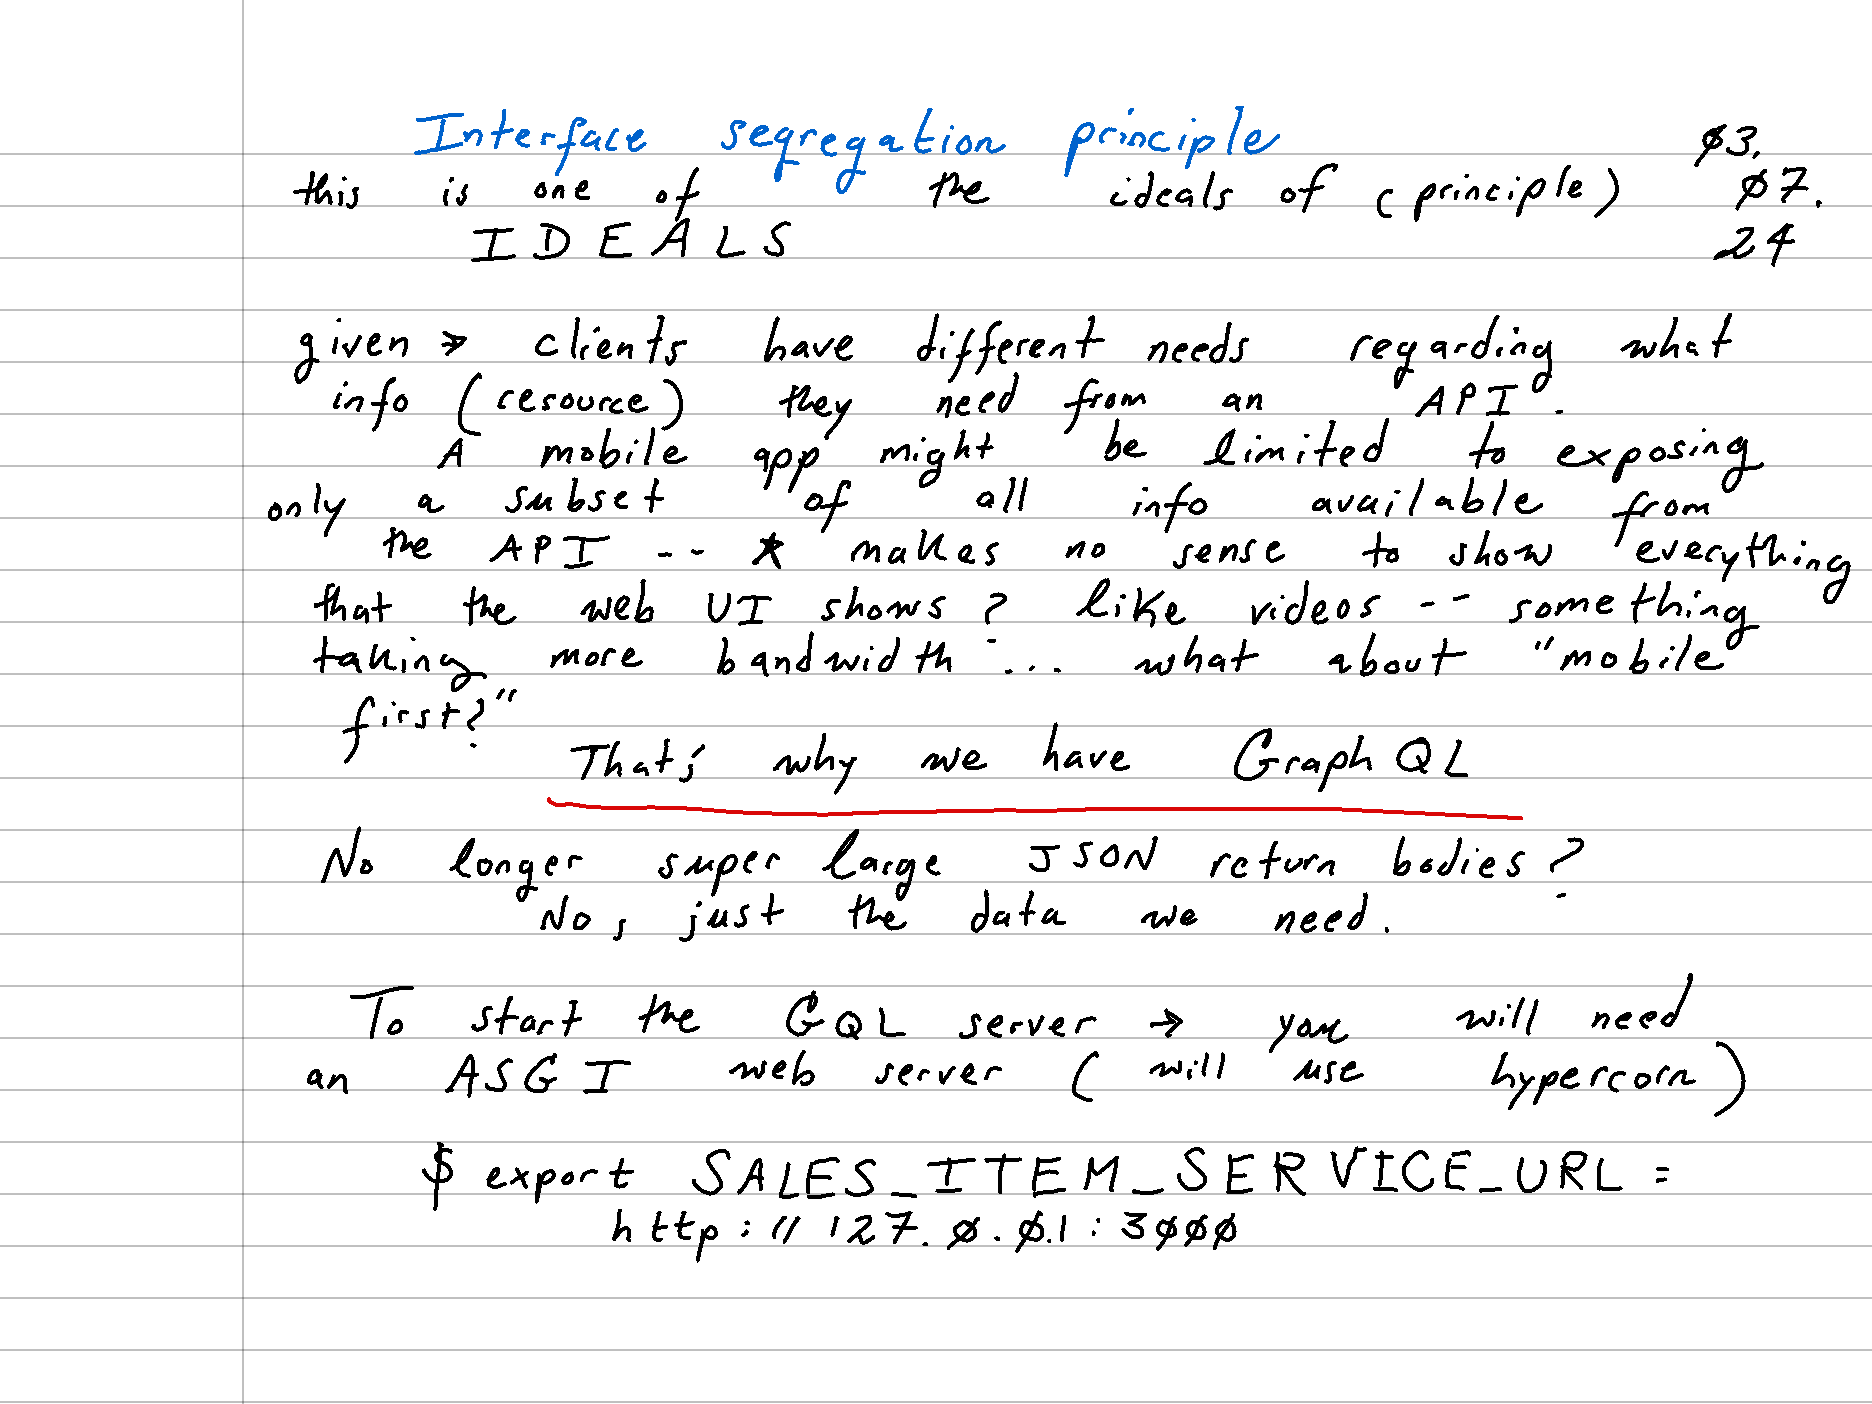 Interface segregation principle
Ø3.
this is one of the ideals of (principle)
Ø7.
IDEALS
24
given → clients have different needs regarding what
info (resource) they need from an API.
A mobile app might be limited to exposing
only a subset of all info available from
the API -- * makes no sense to show everything
that the web UI shows? like videos -- something
taking more bandwidth ... what about "mobile
first?"
That's why we have GraphQL
No longer super large JSON return bodies?
No, just the data we need.
To start the GQL server → you will need
an ASGI web server (will use hypercorn)
$ export SALES_ITEM_SERVICE_URL =
http://127.Ø.Ø.1:3ØØØ